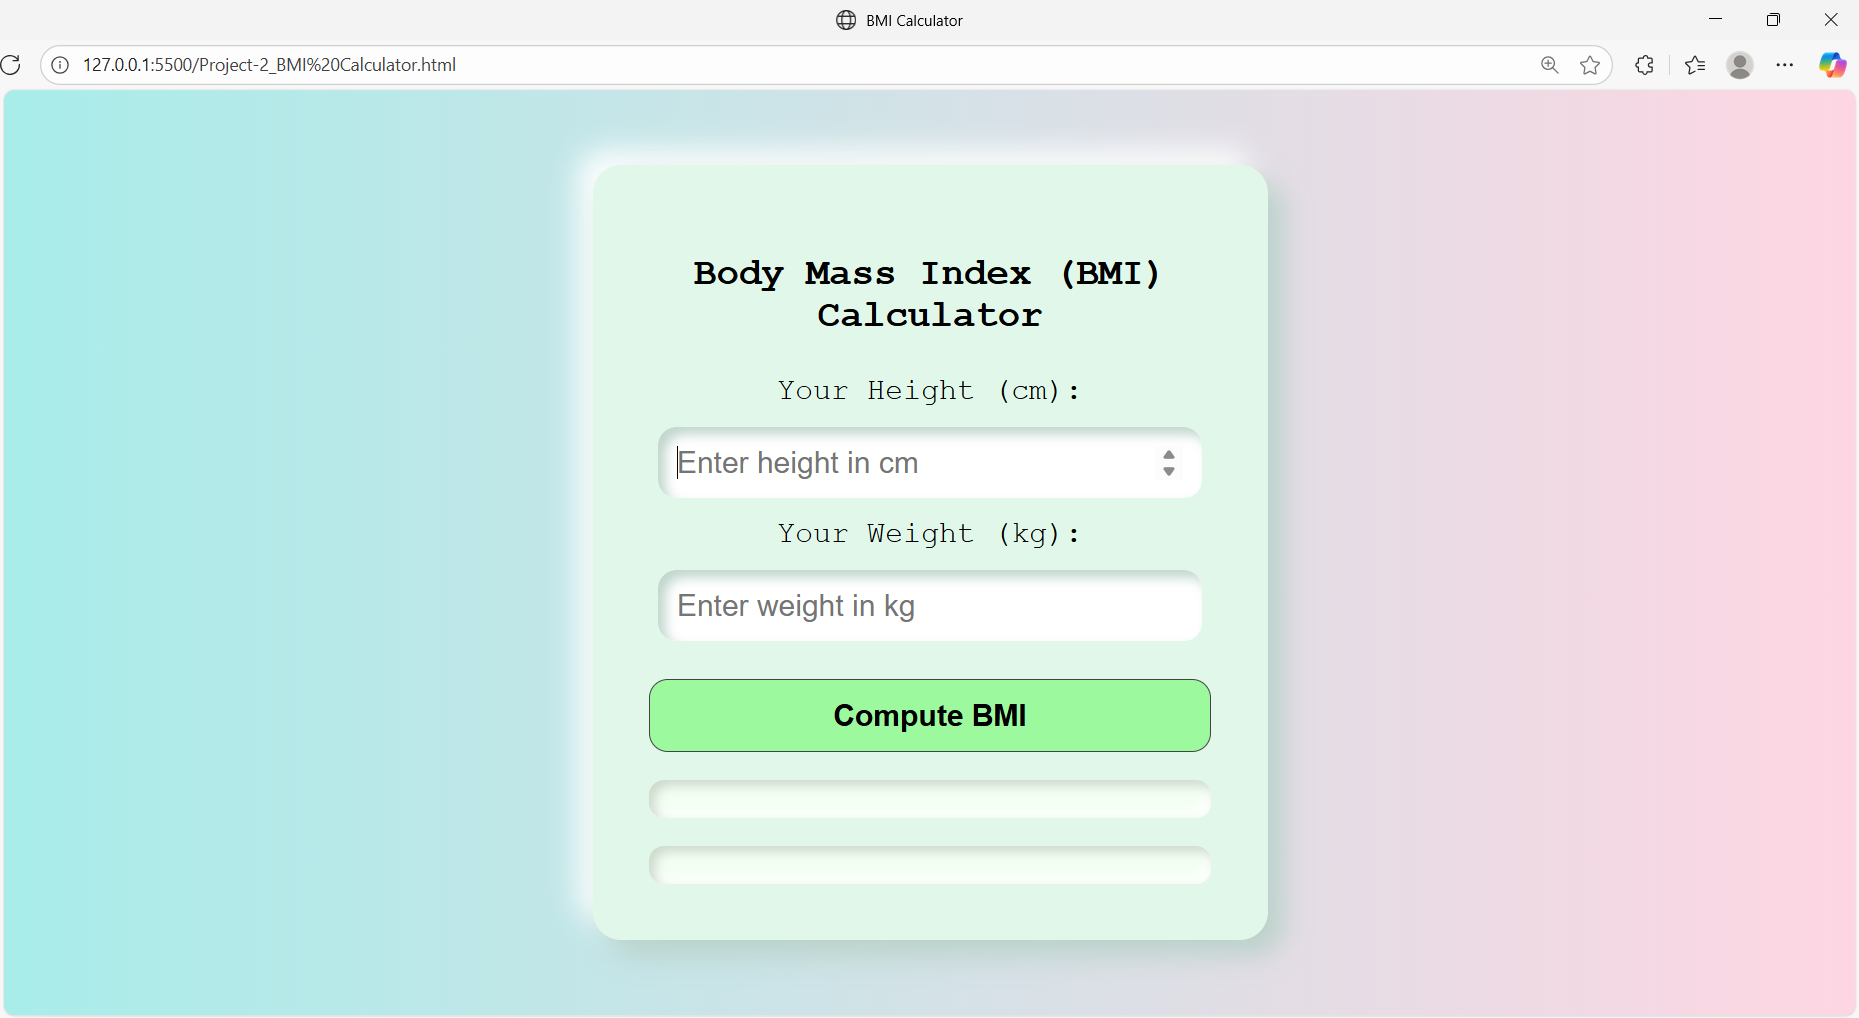 BMI Calculator
127.0.0.1:5500/Project-2_BMI%20Calculator.html
Body Mass Index (BMI)
Calculator
Your Height (cm):
Enter height in cm
Your Weight (kg):
Enter weight in kg
Compute BMI